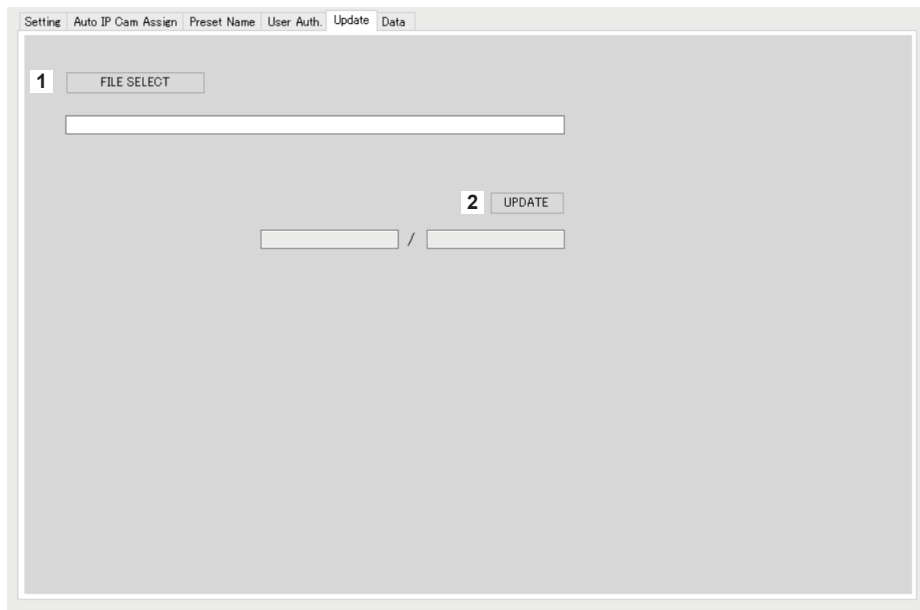 Setting Auto IP Cam Assign Preset Name User Auth. Update Data
1 FILE SELECT
2 UPDATE
/